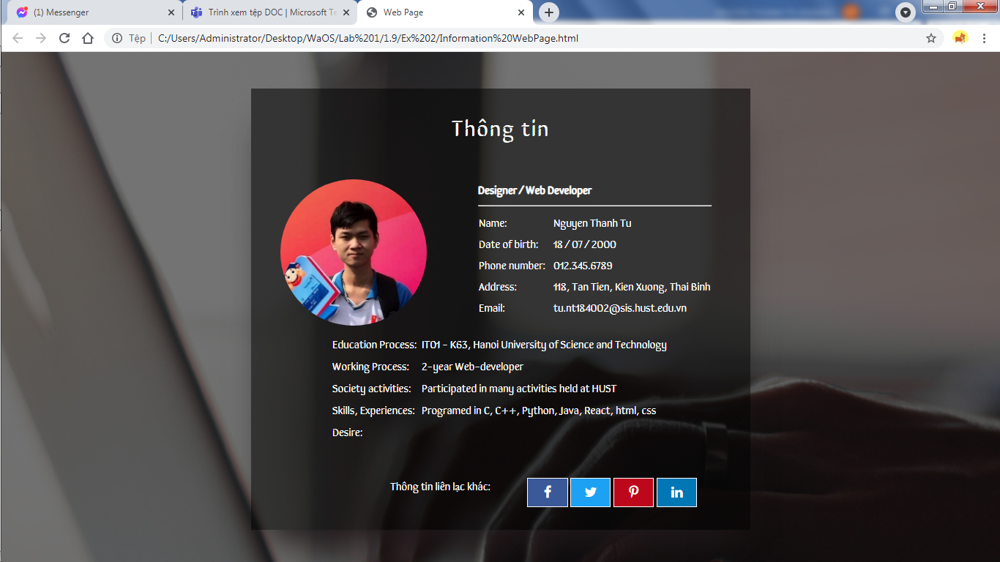 (1) Messenger
Trình xem tệp DOC | Microsoft Te
Web Page
Tệp
C:/Users/Administrator/Desktop/WaOS/Lab%201/1.9/Ex%202/Information%20WebPage.html
Thông tin
Designer / Web Developer
Name: Nguyen Thanh Tu
Date of birth: 18 / 07 / 2000
Phone number: 012.345.6789
Address: 118, Tan Tien, Kien Xuong, Thai Binh
Email: tu.nt184002@sis.hust.edu.vn
Education Process: IT01 - K63, Hanoi University of Science and Technology
Working Process: 2-year Web-developer
Society activities: Participated in many activities held at HUST
Skills, Experiences: Programed in C, C++, Python, Java, React, html, css
Desire:
Thông tin liên lạc khác: